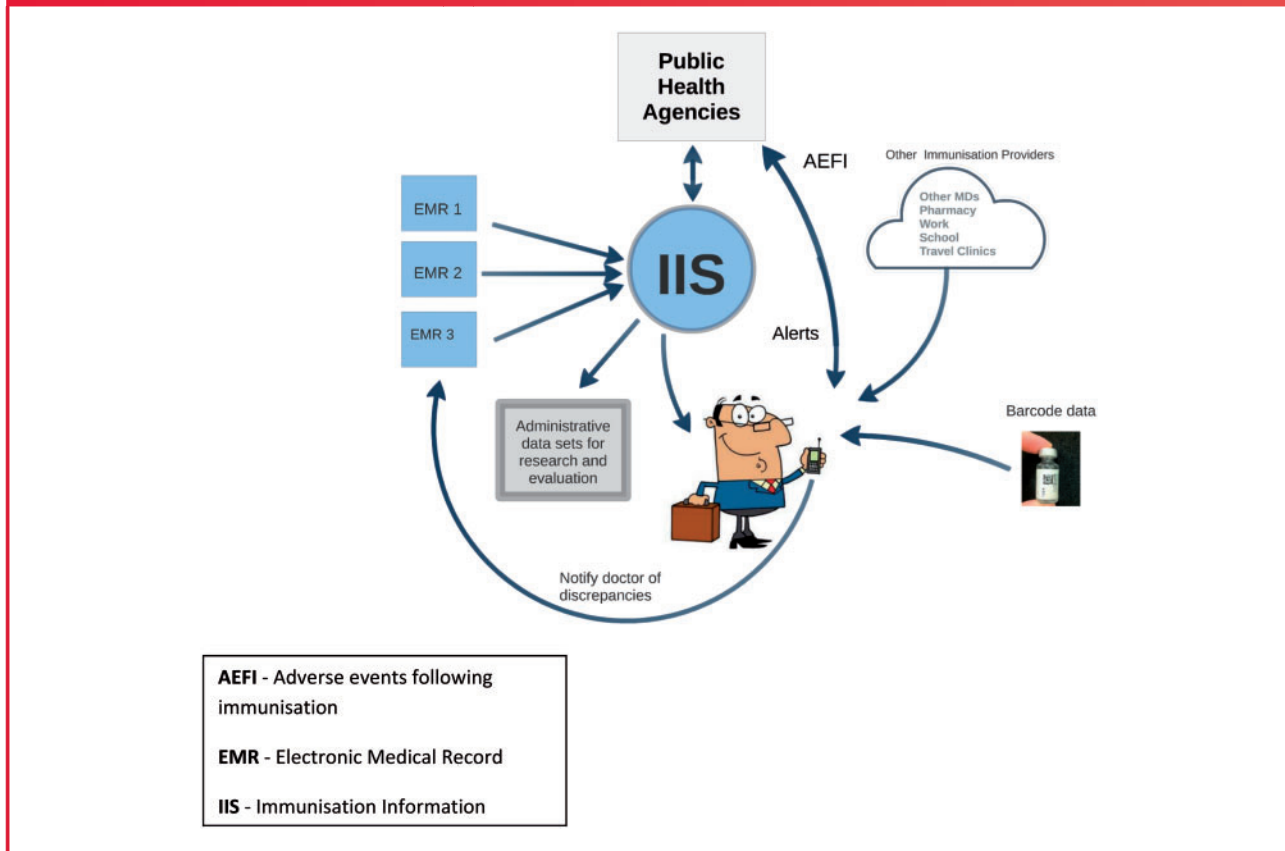 Public
Health
Agencies
AEFI
Other Immunisation Providers
Other MDs
Pharmacy
Work
School
Travel Clinics
EMR 1
EMR 2
EMR 3
IIS
Alerts
Administrative
data sets for
research and
evaluation
Barcode data
Notify doctor of
discrepancies
AEFI - Adverse events following
immunisation
EMR - Electronic Medical Record
IIS - Immunisation Information